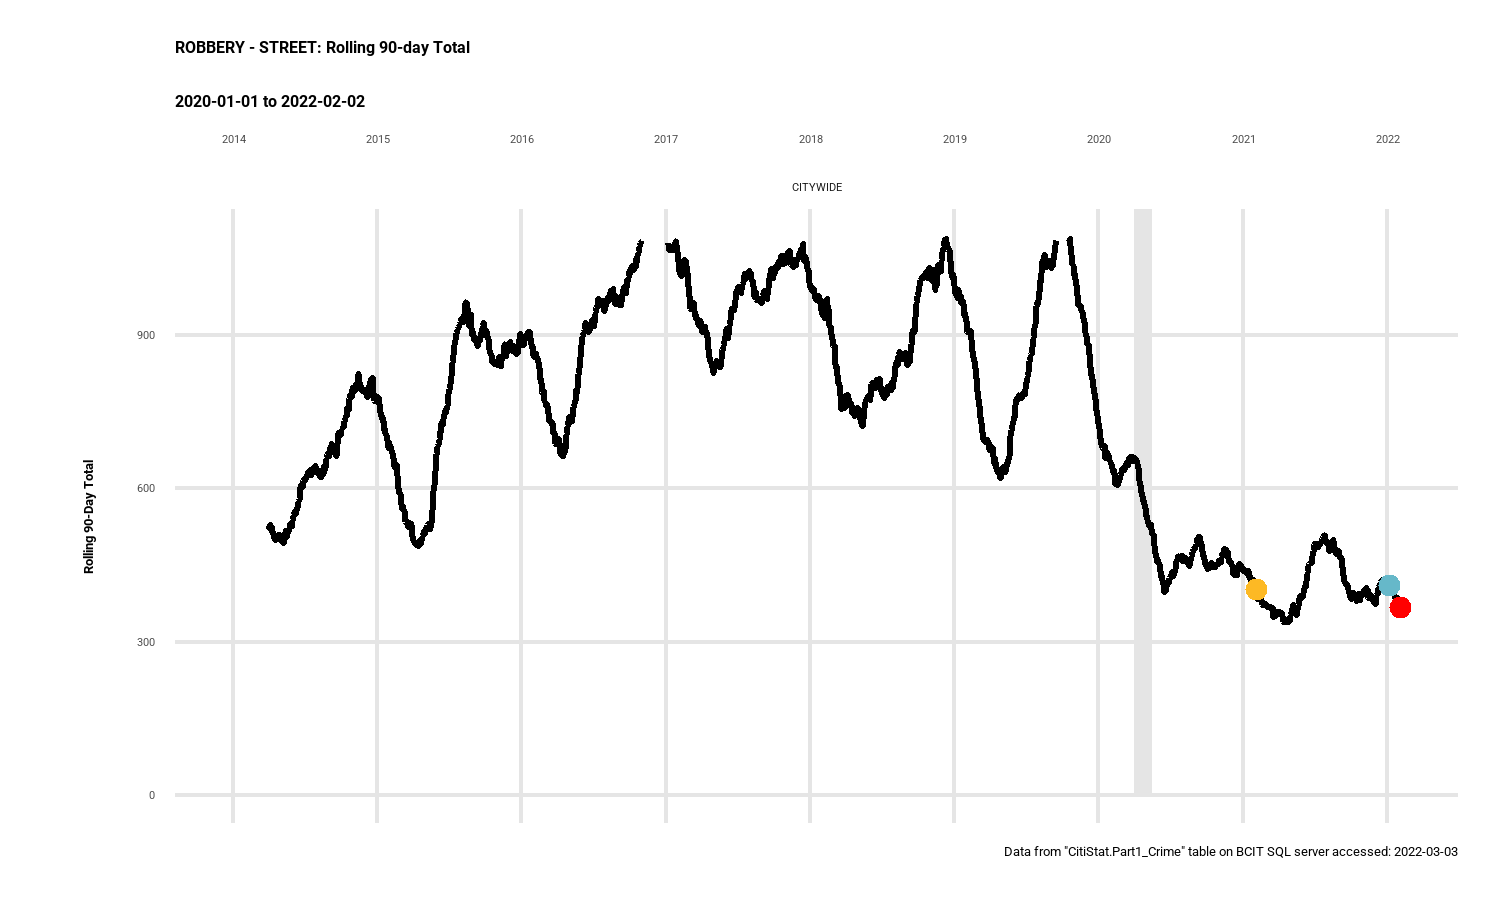 ROBBERY - STREET: Rolling 90-day Total
2020-01-01 to 2022-02-02
2014 2015 2016 2017 2018 2019 2020 2021 2022
CITYWIDE
900
600
300
0
Rolling 90-Day Total
Data from "CitiStat.Part1_Crime" table on BCIT SQL server accessed: 2022-03-03